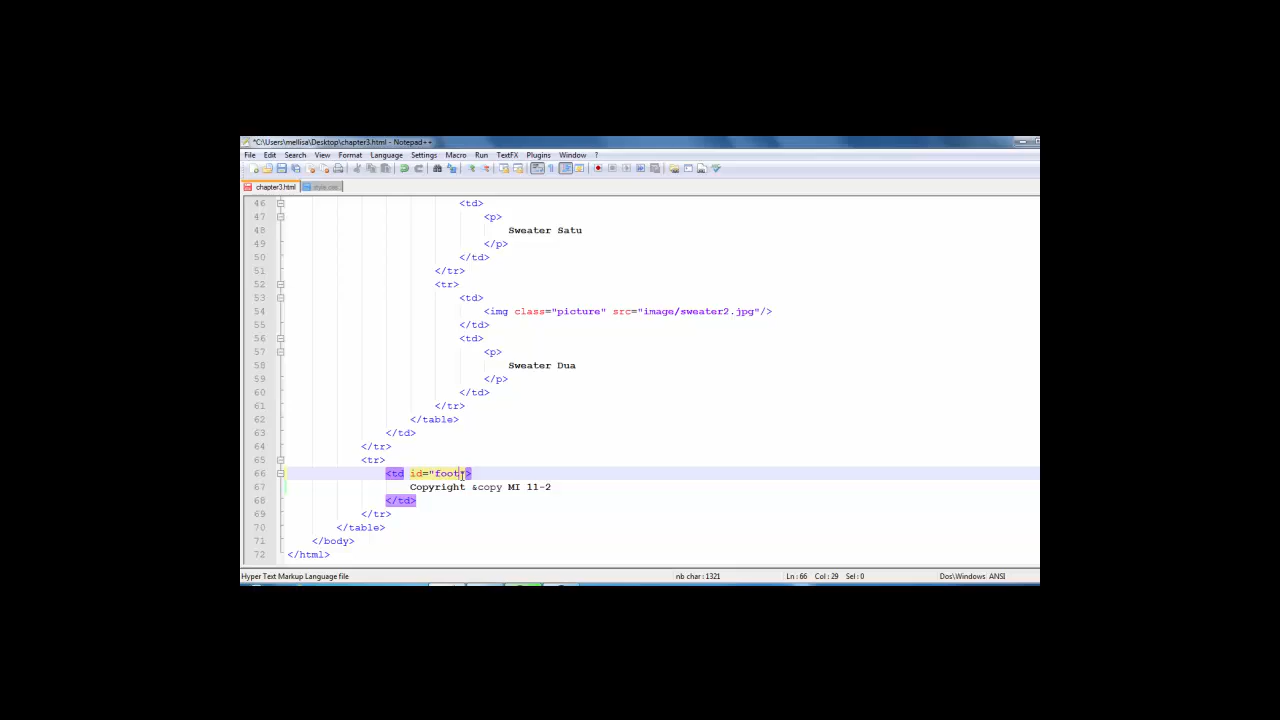 *C:\Users\mellisa\Desktop\chapter3.html - Notepad++
File Edit Search View Format Encoding Language Settings Macro Run TextFX Plugins Window ?
chapter3.html style.css
46 <td>
47 <p>
48 Sweater Satu
49 </p>
50 </td>
51 </tr>
52 <tr>
53 <td>
54 <img class="picture" src="image/sweater2.jpg"/>
55 </td>
56 <td>
57 <p>
58 Sweater Dua
59 </p>
60 </td>
61 </tr>
62 </table>
63 </td>
64 </tr>
65 <tr>
66 <td id="foot">
67 Copyright &copy MI 11-2
68 </td>
69 </tr>
70 </table>
71 </body>
72 </html>
Hyper Text Markup Language file nb char : 1321 Ln : 66 Col : 29 Sel : 0 Dos\Windows ANSI